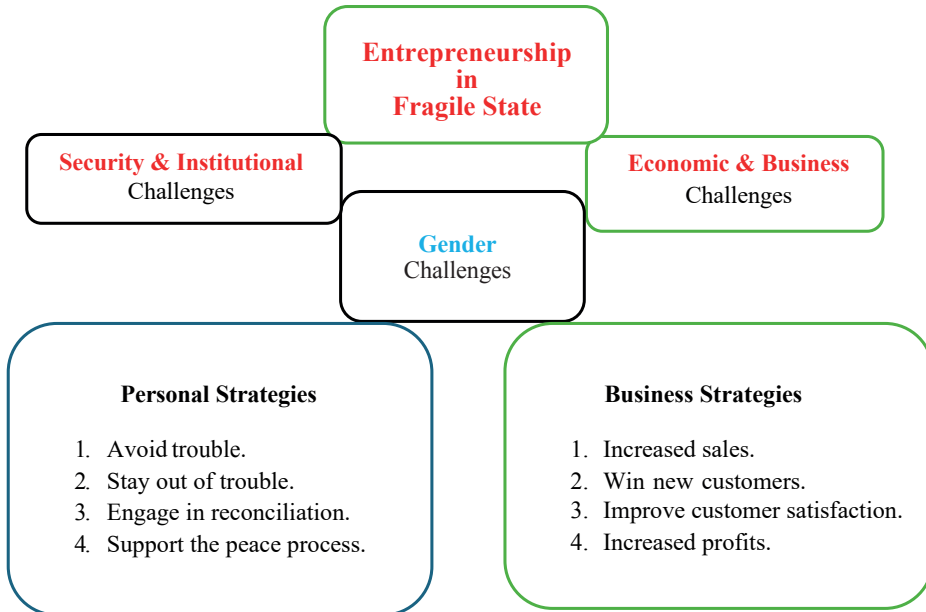 Entrepreneurship
in
Fragile State
Security & Institutional
Challenges
Economic & Business
Challenges
Gender
Challenges
Personal Strategies
1. Avoid trouble.
2. Stay out of trouble.
3. Engage in reconciliation.
4. Support the peace process.
Business Strategies
1. Increased sales.
2. Win new customers.
3. Improve customer satisfaction.
4. Increased profits.